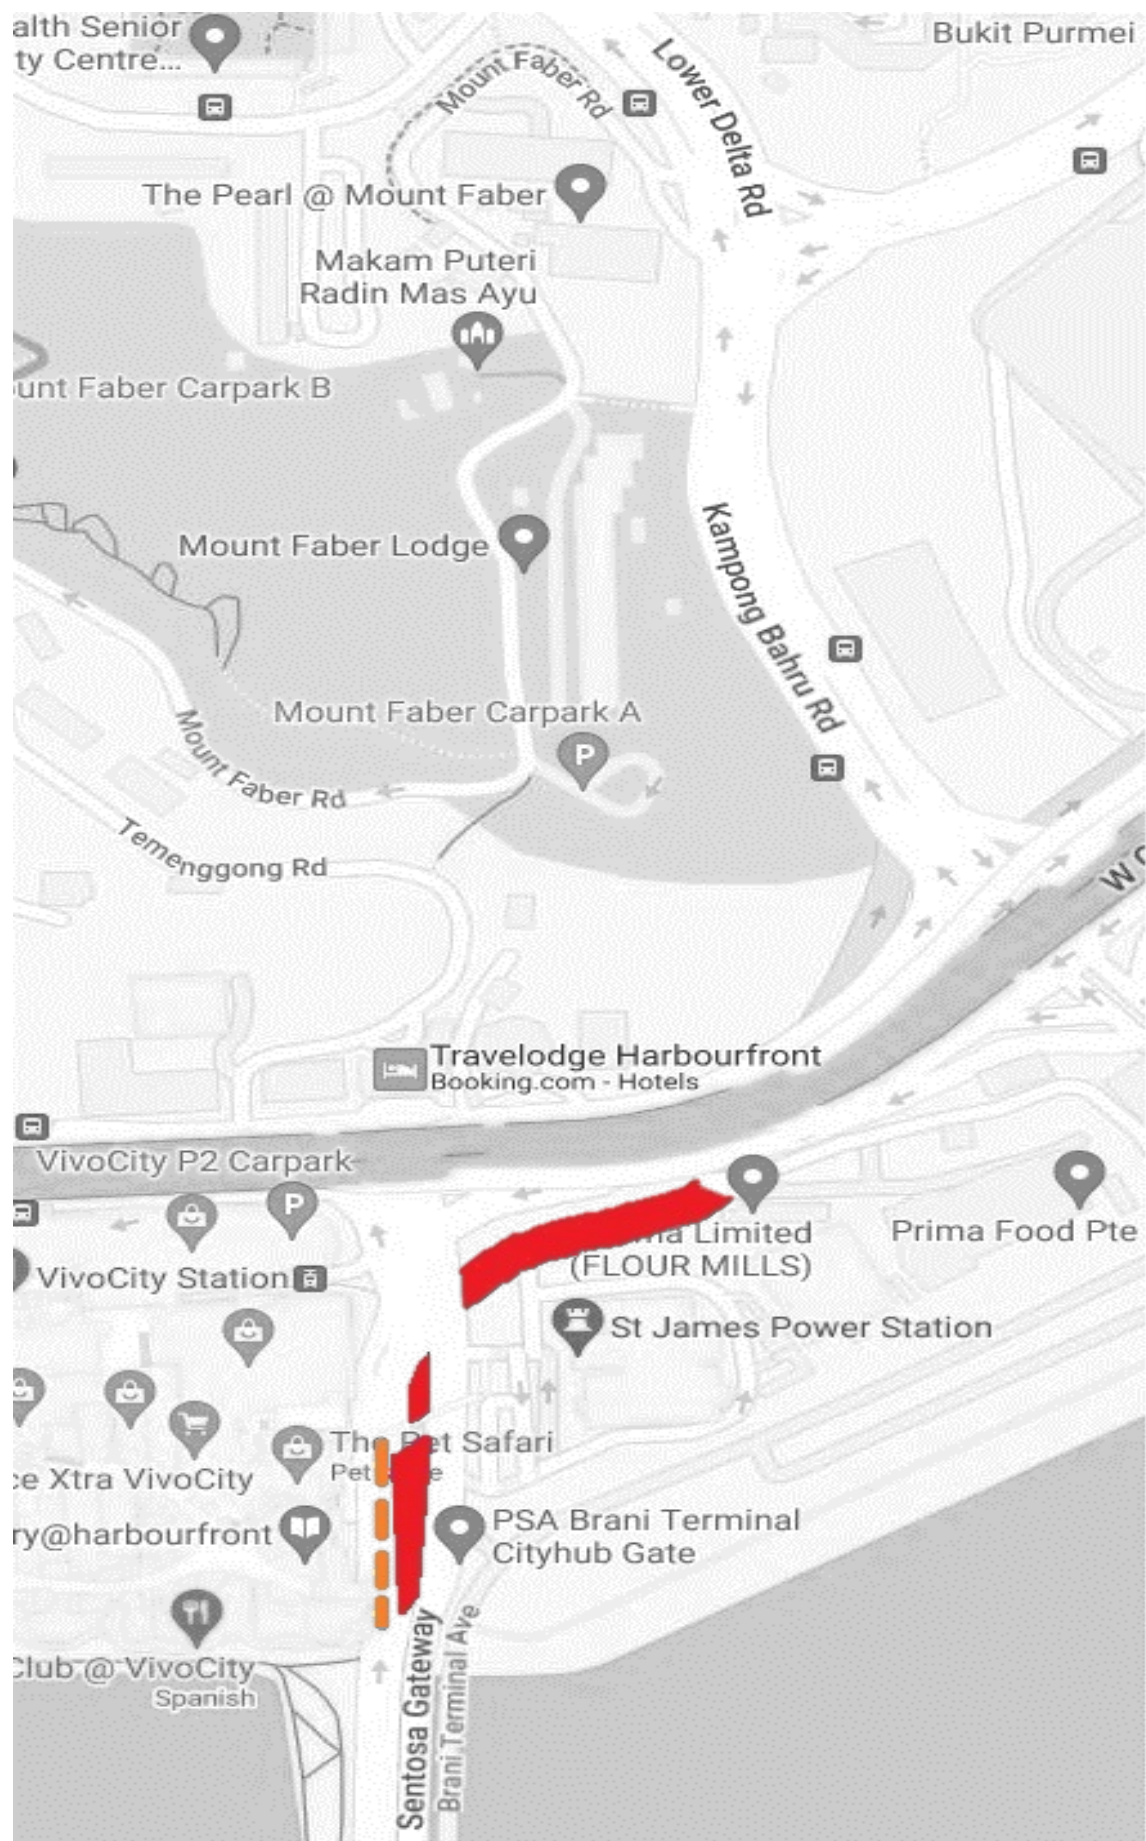 alth Senior
ty Centre...
Bukit Purmei
Mount Faber Rd
Lower Delta Rd
The Pearl @ Mount Faber
Makam Puteri
Radin Mas Ayu
unt Faber Carpark B
Mount Faber Lodge
Kampong Bahru Rd
Mount Faber Carpark A
P
Mount Faber Rd
Temenggong Rd
W C
Travelodge Harbourfront
Booking.com - Hotels
VivoCity P2 Carpark
P
Limited
(FLOUR MILLS)
Prima Food Pte
VivoCity Station
St James Power Station
The Pet Safari
ce Xtra VivoCity
PSA Brani Terminal
Cityhub Gate
ry@harbourfront
Club @ VivoCity
Spanish
Sentosa Gateway
Brani Terminal Ave